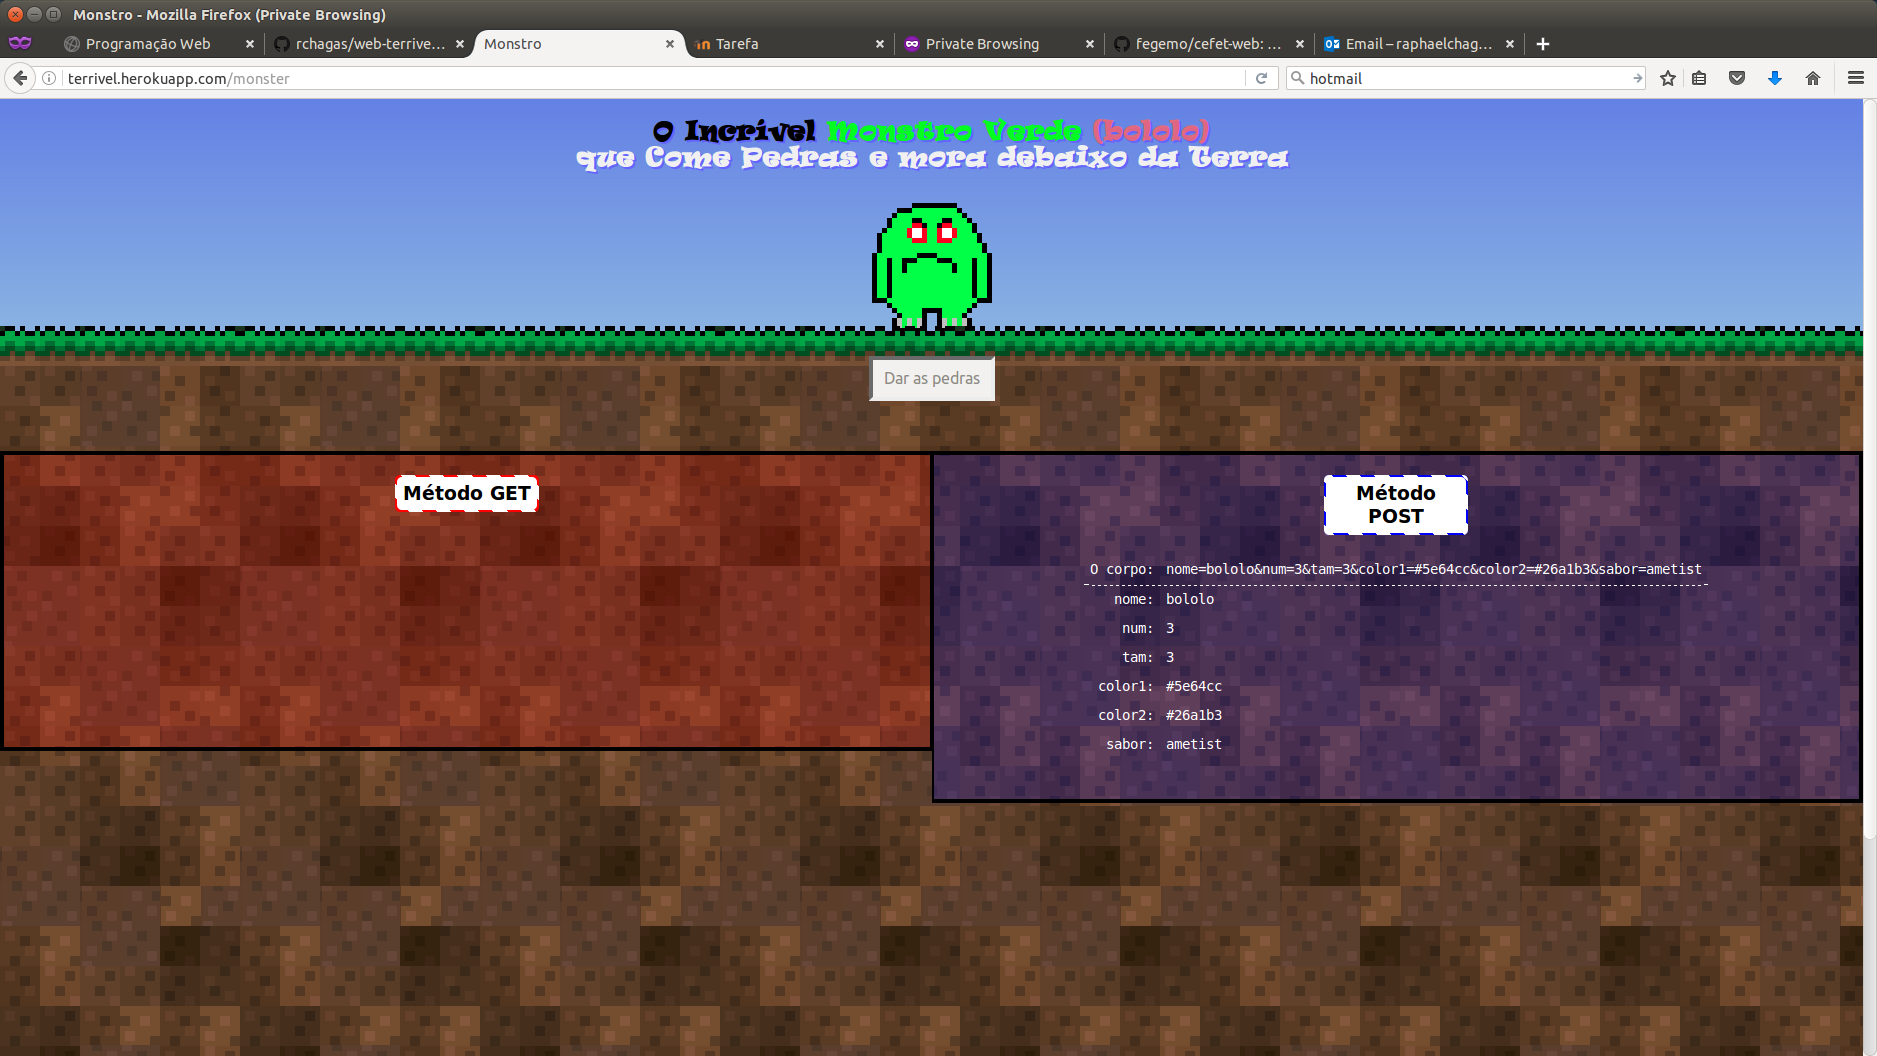 Monstro - Mozilla Firefox (Private Browsing)
Programação Web
rchagas/web-terrive...
Monstro
Tarefa
Private Browsing
fegemo/cefet-web: ...
Email – raphaelchag...
terrivel.herokuapp.com/monster
hotmail
O Incrível Monstro Verde (bololo)
que Come Pedras e mora debaixo da Terra
Dar as pedras
Método GET
Método
POST
O corpo: nome=bololo&num=3&tam=3&color1=#5e64cc&color2=#26a1b3&sabor=ametist
nome: bololo
num: 3
tam: 3
color1: #5e64cc
color2: #26a1b3
sabor: ametist